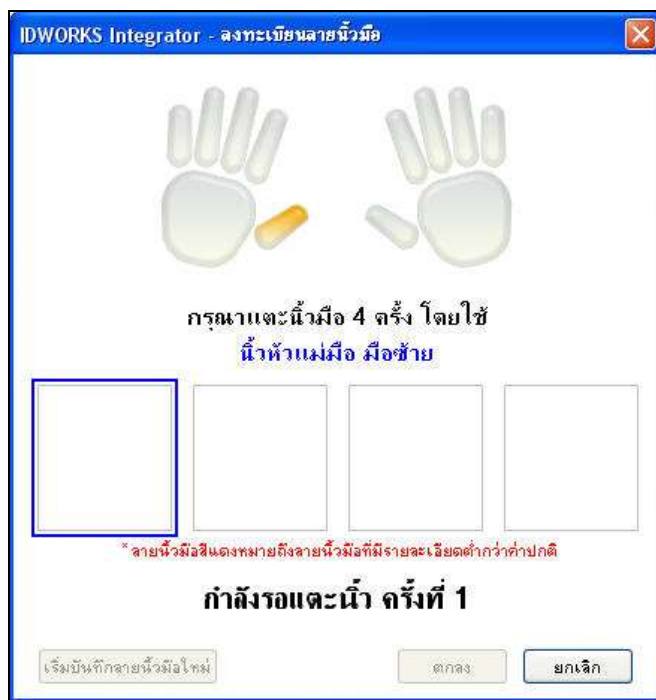 IDWORKS Integrator - ลงทะเบียนลายนิ้วมือ
กรุณาแตะนิ้วมือ 4 ครั้ง โดยใช้
นิ้วหัวแม่มือ มือซ้าย
*ลายนิ้วมือสีแดงหมายถึงลายนิ้วมือที่มีรายละเอียดต่ำกว่าค่าปกติ
กำลังรอแตะนิ้ว ครั้งที่ 1
เริ่มบันทึกลายนิ้วมือใหม่ ตกลง ยกเลิก